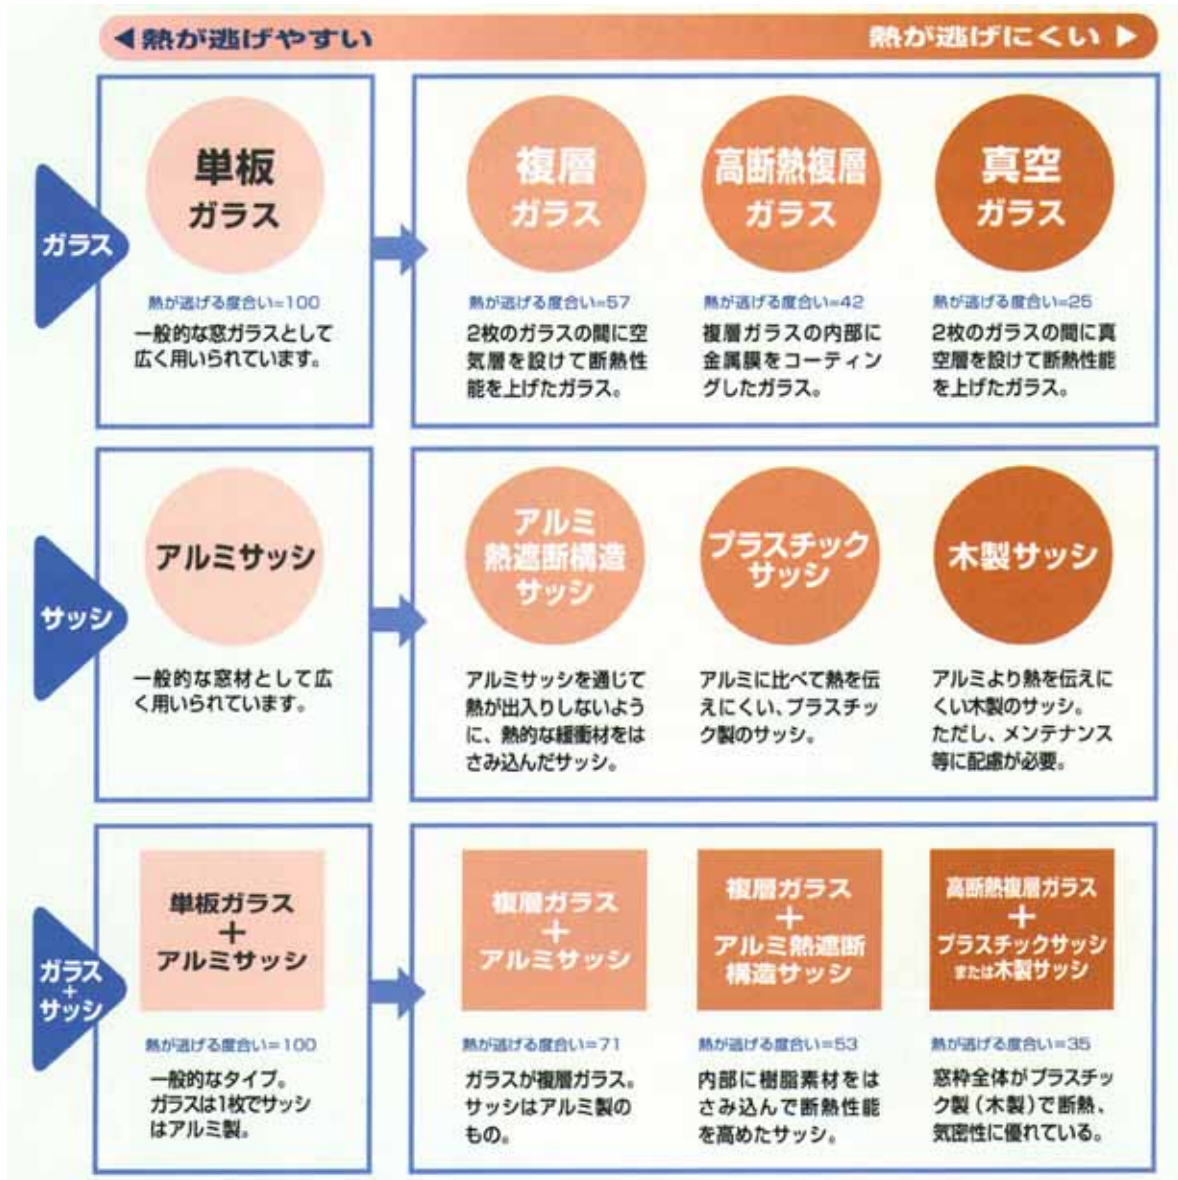 ◀熱が逃げやすい
熱が逃げにくい▶
ガラス
単板
ガラス
熱が逃げる度合い=100
一般的な窓ガラスとして
広く用いられています。
複層
ガラス
熱が逃げる度合い=57
2枚のガラスの間に空
気層を設けて断熱性
能を上げたガラス。
高断熱複層
ガラス
熱が逃げる度合い=42
複層ガラスの内部に
金属膜をコーティン
グしたガラス。
真空
ガラス
熱が逃げる度合い=25
2枚のガラスの間に真
空層を設けて断熱性能
を上げたガラス。
サッシ
アルミサッシ
一般的な窓材として広
く用いられています。
アルミ
熱遮断構造
サッシ
アルミサッシを通じて
熱が出入りしないよう
に、熱的な緩衝材をは
さみ込んだサッシ。
プラスチック
サッシ
アルミに比べて熱を伝
えにくい、プラスチッ
ク製のサッシ。
木製サッシ
アルミより熱を伝えに
くい木製のサッシ。
ただし、メンテナンス
等に配慮が必要。
ガラス
+
サッシ
単板ガラス
+
アルミサッシ
熱が逃げる度合い=100
一般的なタイプ。
ガラスは1枚でサッシ
はアルミ製。
複層ガラス
+
アルミサッシ
熱が逃げる度合い=71
ガラスが複層ガラス。
サッシはアルミ製の
もの。
複層ガラス
+
アルミ熱遮断
構造サッシ
熱が逃げる度合い=53
内部に樹脂素材をは
さみ込んで断熱性能
を高めたサッシ。
高断熱複層ガラス
+
プラスチックサッシ
または木製サッシ
熱が逃げる度合い=35
窓枠全体がプラスチッ
ク製(木製)で断熱、
気密性に優れている。